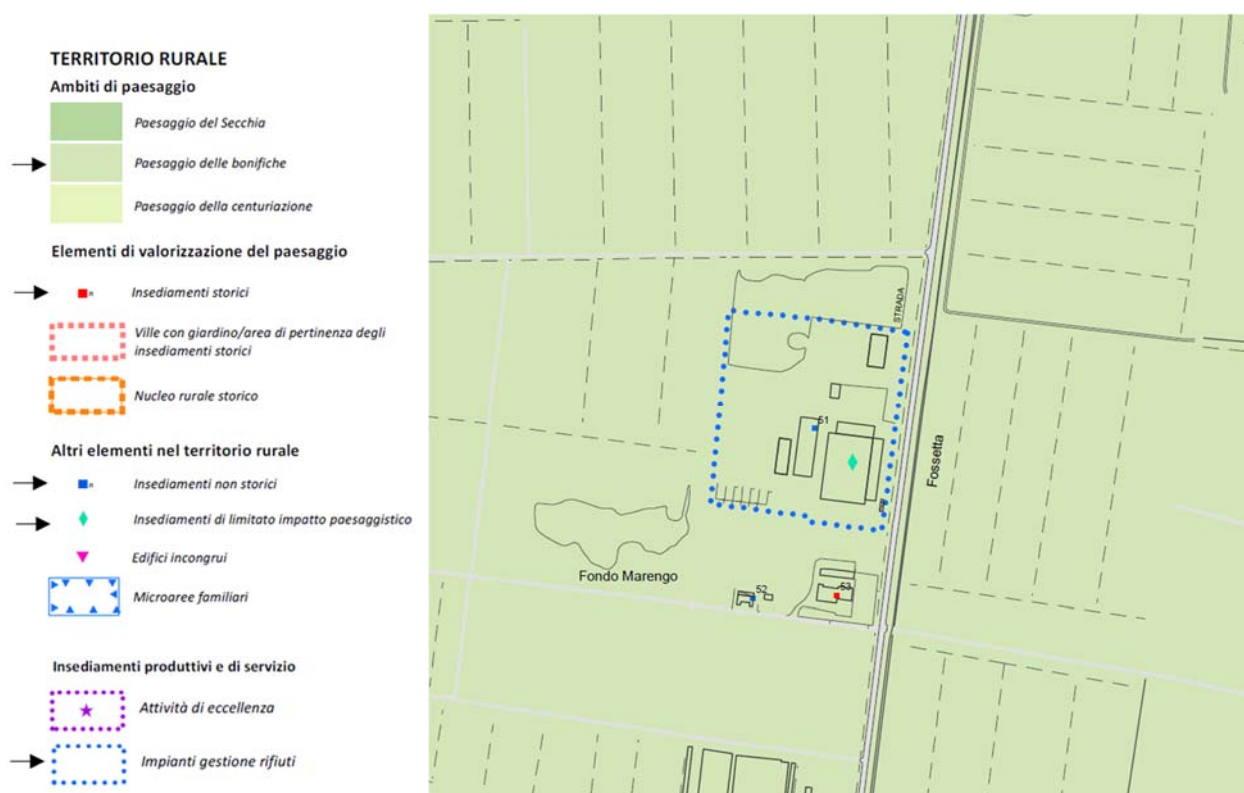 TERRITORIO RURALE
Ambiti di paesaggio
Paesaggio del Secchia
Paesaggio delle bonifiche
Paesaggio della centuriazione
Elementi di valorizzazione del paesaggio
Insediamenti storici
Ville con giardino/area di pertinenza degli
insediamenti storici
Nucleo rurale storico
Altri elementi nel territorio rurale
Insediamenti non storici
Insediamenti di limitato impatto paesaggistico
Edifici incongrui
Microaree familiari
Insediamenti produttivi e di servizio
Attività di eccellenza
Impianti gestione rifiuti
STRADA
51
Fossetta
Fondo Marengo
52
53